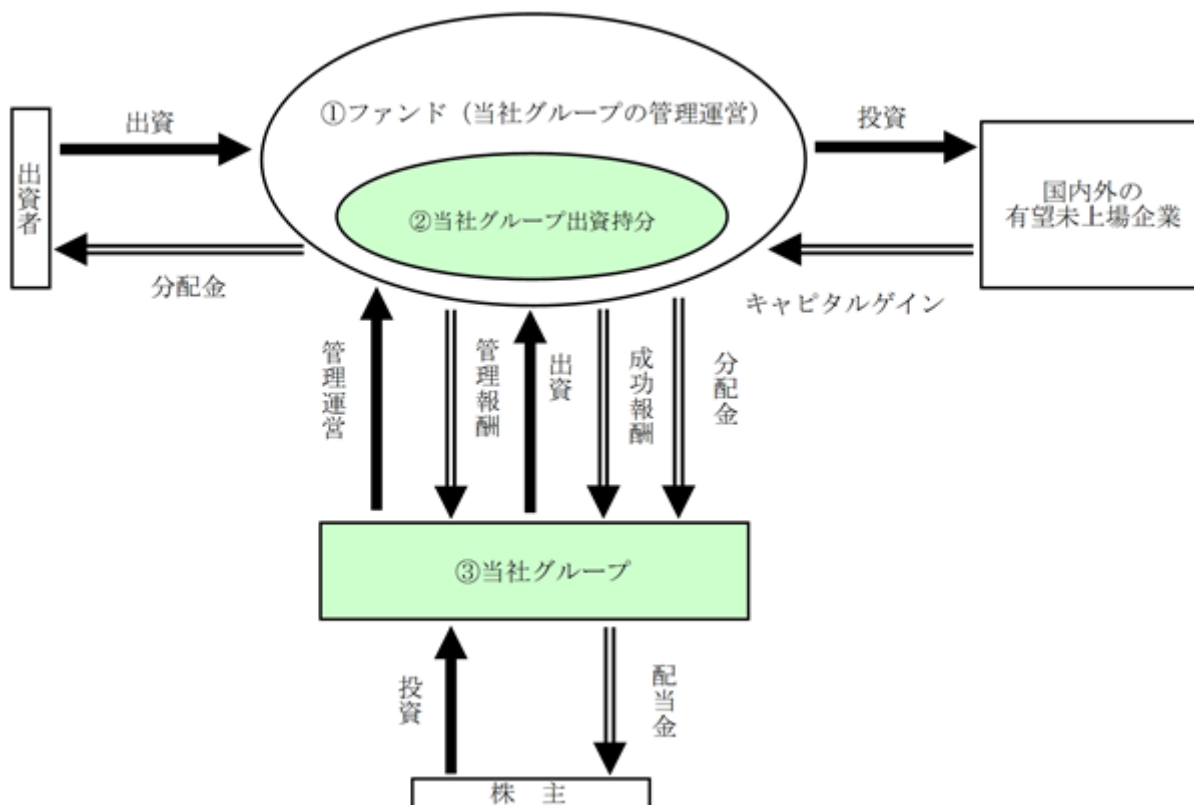 ①ファンド（当社グループの管理運営）
出資
投資
出資者
国内外の
有望未上場企業
②当社グループ出資持分
分配金
キャピタルゲイン
管理運営
管理報酬
出資
成功報酬
分配金
③当社グループ
投資
配当金
株　主